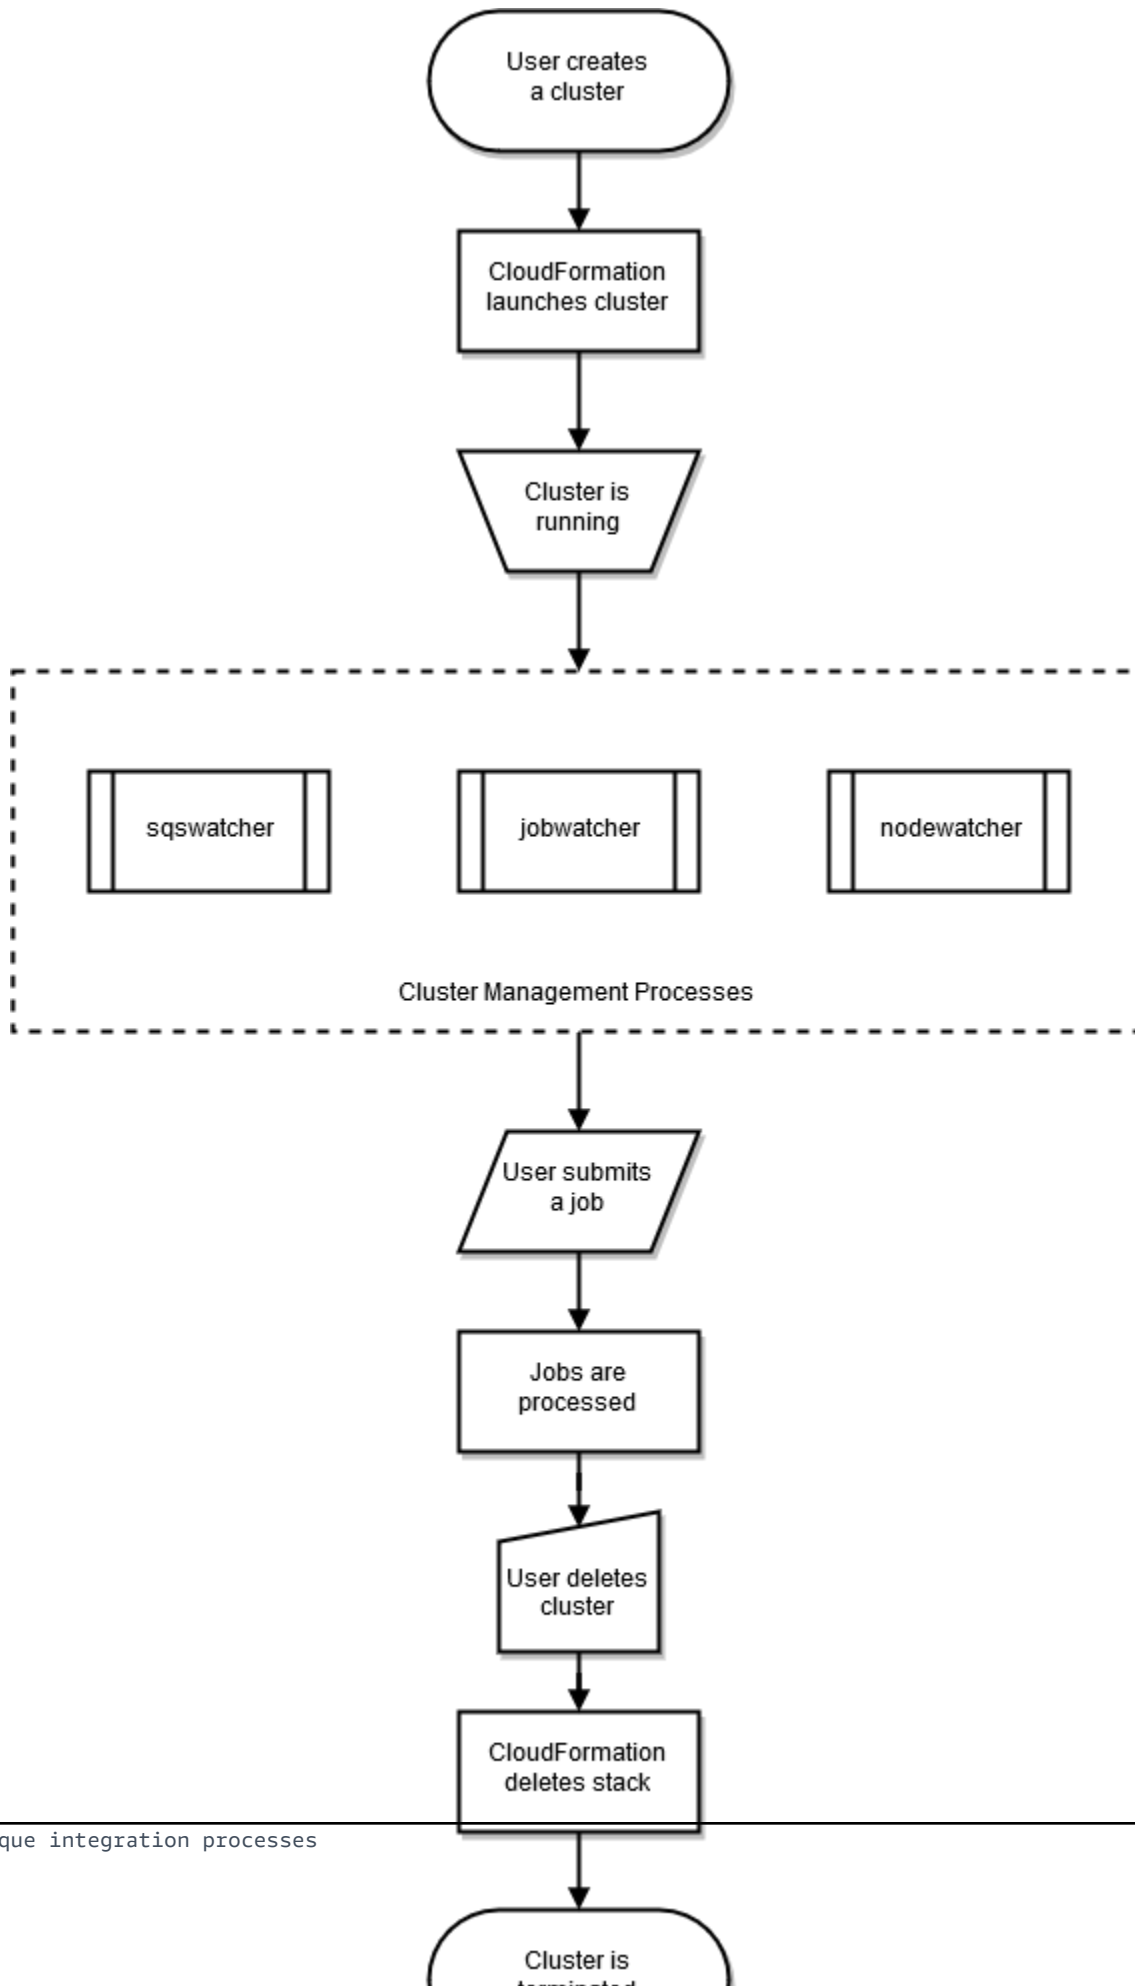 User creates
a cluster
CloudFormation
launches cluster
Cluster is
running
sqswatcher
jobwatcher
nodewatcher
Cluster Management Processes
User submits
a job
Jobs are
processed
User deletes
cluster
CloudFormation
deletes stack
que integration processes
Cluster is
terminated